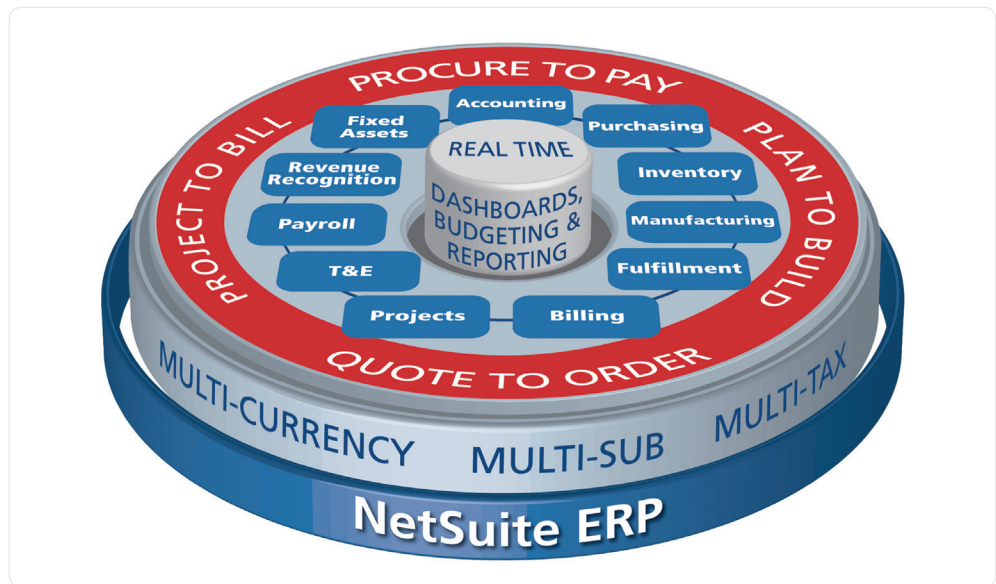 PROCURE TO PAY
PLAN TO BUILD
QUOTE TO ORDER
PROJECT TO BILL
Accounting
Purchasing
Inventory
Manufacturing
Fulfillment
Billing
Projects
T&E
Payroll
Revenue
Recognition
Fixed
Assets
REAL TIME
DASHBOARDS,
BUDGETING &
REPORTING
MULTI-CURRENCY
MULTI-SUB
MULTI-TAX
NetSuite ERP